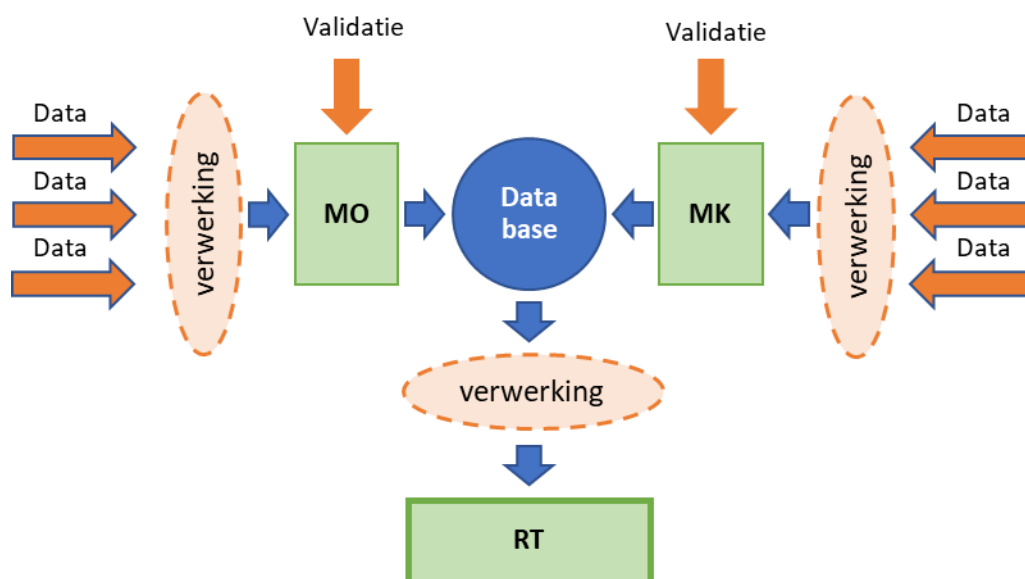 Validatie
Validatie
Data
Data
Data
verwerking
MO
Data
base
MK
verwerking
Data
Data
Data
verwerking
RT